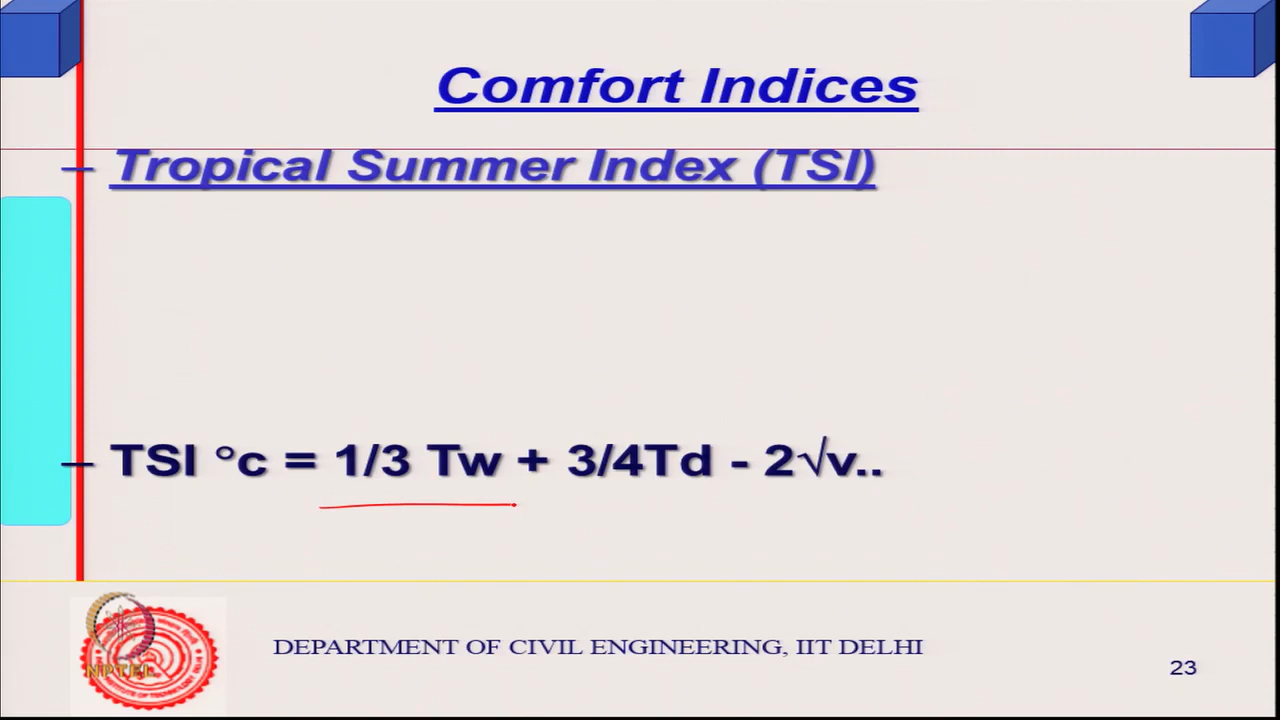 Comfort Indices
– Tropical Summer Index (TSI)
– TSI °c = 1/3 Tw + 3/4Td - 2√v..
DEPARTMENT OF CIVIL ENGINEERING, IIT DELHI
NPTEL
23